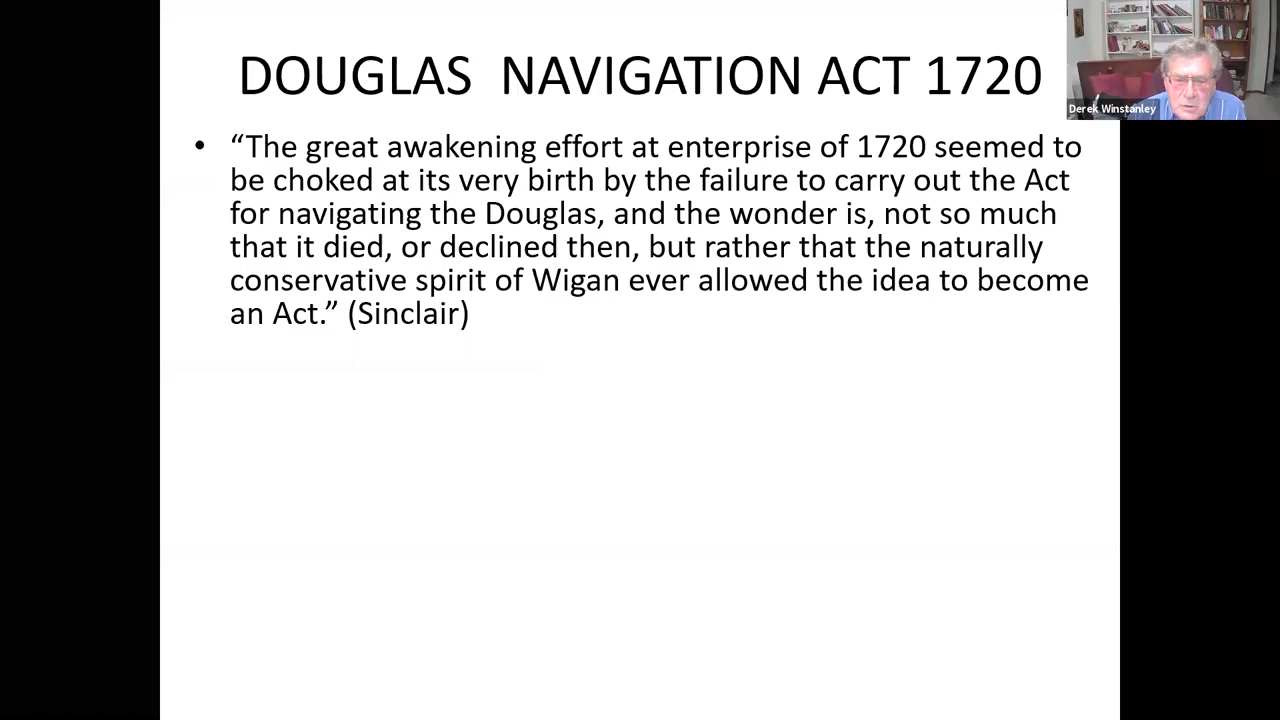 DOUGLAS NAVIGATION ACT 1720
Derek Winstanley
• “The great awakening effort at enterprise of 1720 seemed to
be choked at its very birth by the failure to carry out the Act
for navigating the Douglas, and the wonder is, not so much
that it died, or declined then, but rather that the naturally
conservative spirit of Wigan ever allowed the idea to become
an Act.” (Sinclair)